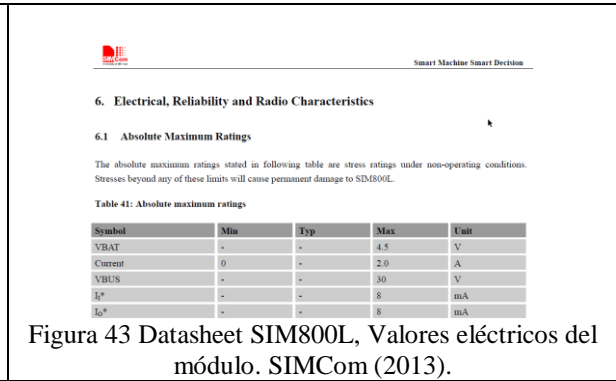 SIMCom
Smart Machine Smart Decision
6. Electrical, Reliability and Radio Characteristics
6.1 Absolute Maximum Ratings
The absolute maximum ratings stated in following table are stress ratings under non-operating conditions.
Stresses beyond any of these limits will cause permanent damage to SIM800L.
Table 41: Absolute maximum ratings
Symbol Min Typ Max Unit
VBAT - - 4.5 V
Current 0 - 2.0 A
VBUS - - 30 V
I_I* - - 8 mA
I_O* - - 8 mA
Figura 43 Datasheet SIM800L, Valores eléctricos del
módulo. SIMCom (2013).